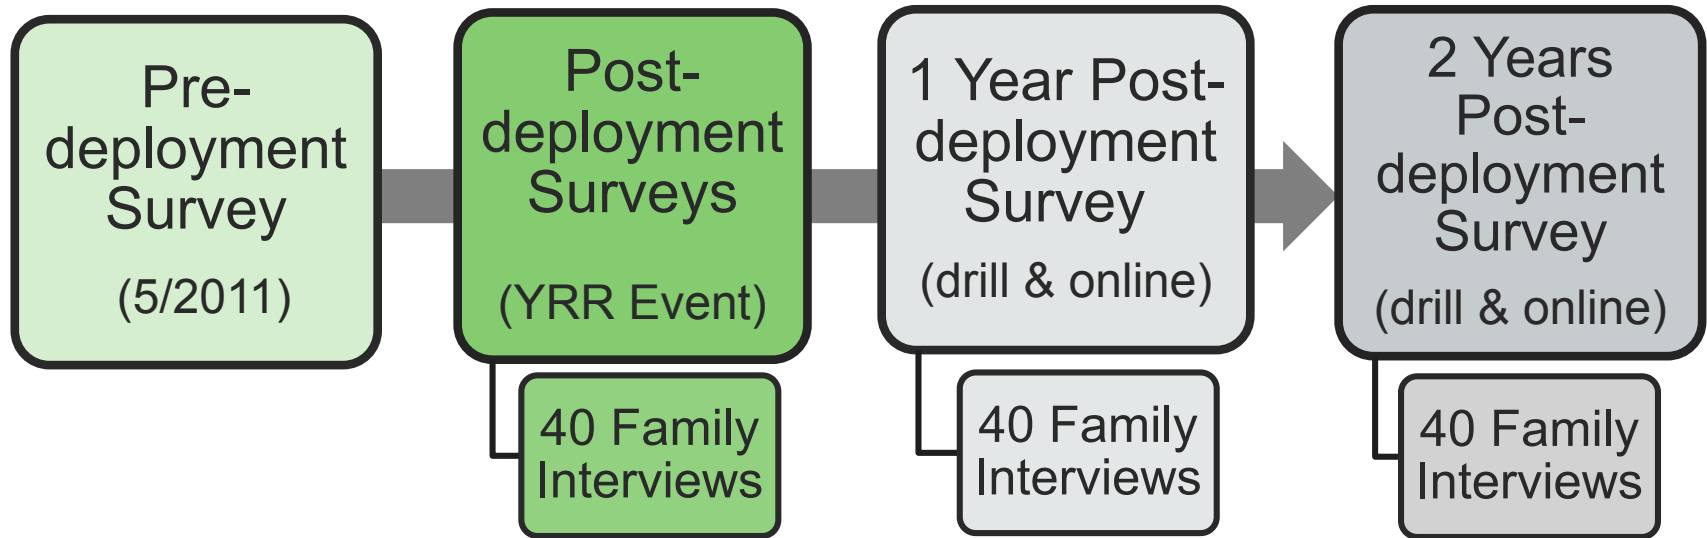 Pre-
deployment
Survey
(5/2011)
Post-
deployment
Surveys
(YRR Event)
1 Year Post-
deployment
Survey
(drill & online)
2 Years
Post-
deployment
Survey
(drill & online)
40 Family
Interviews
40 Family
Interviews
40 Family
Interviews